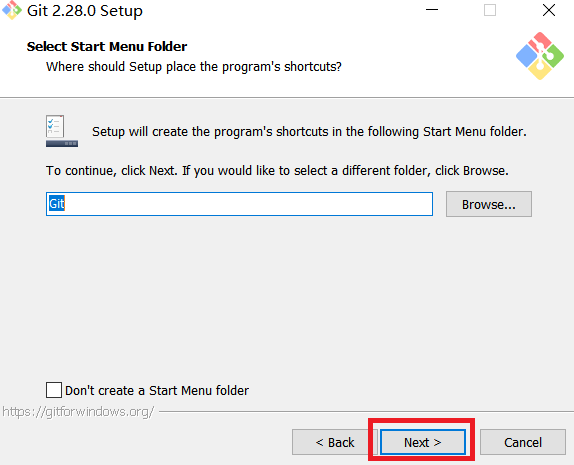 Git 2.28.0 Setup
Select Start Menu Folder
Where should Setup place the program's shortcuts?
Setup will create the program's shortcuts in the following Start Menu folder.
To continue, click Next. If you would like to select a different folder, click Browse.
Git
Browse...
Don't create a Start Menu folder
https://gitforwindows.org/
< Back
Next >
Cancel